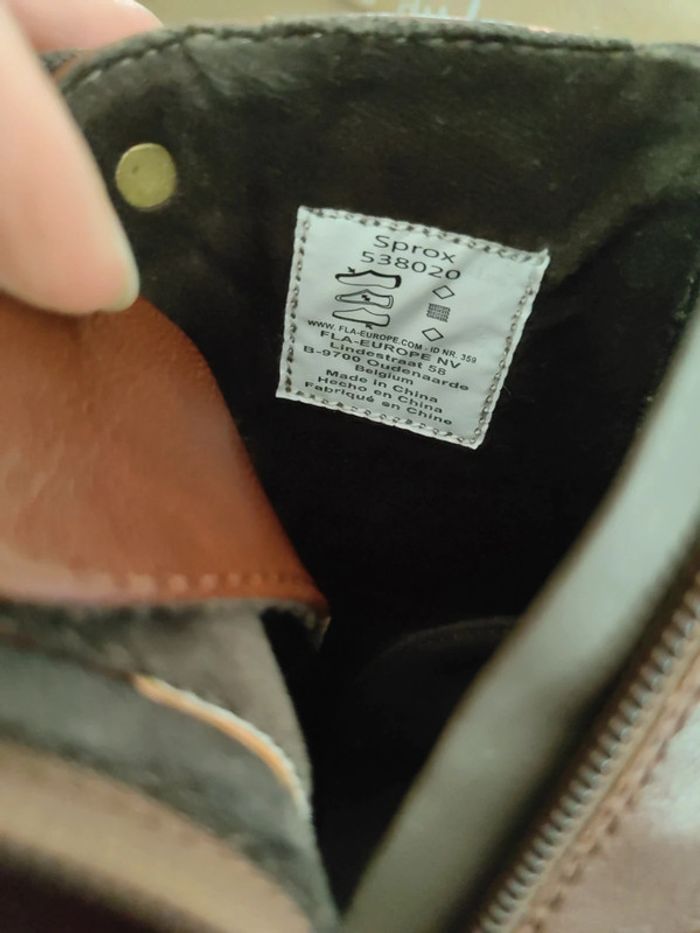 Sprox
538020
WWW. FLA-EUROPE.COM - ID NR. 359
FLA-EUROPE NV
Lindestraat 58
B-9700 Oudenaarde
Belgium
Made in China
Hecho en China
Fabriqué en Chine